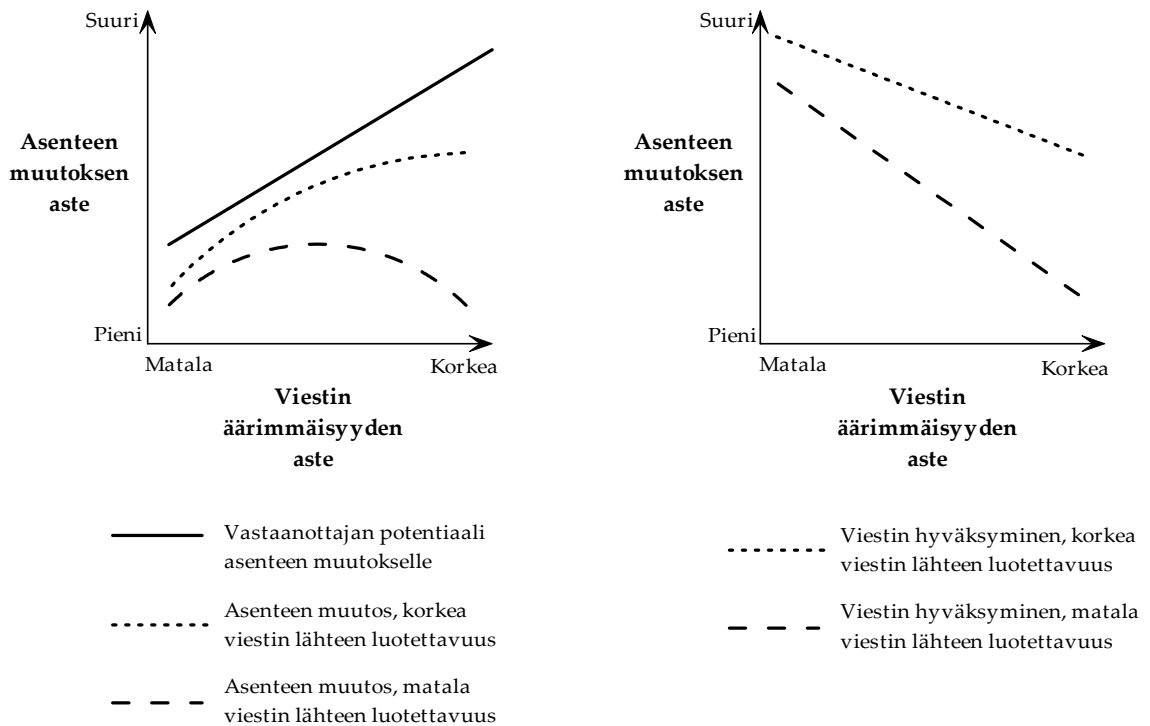 Suuri
Asenteen
muutoksen
aste
Pieni
Matala
Korkea
Viestin
äärimmäisyyden
aste
Vastaanottajan potentiaali
asenteen muutokselle
Asenteen muutos, korkea
viestin lähteen luotettavuus
Asenteen muutos, matala
viestin lähteen luotettavuus
Suuri
Asenteen
muutoksen
aste
Pieni
Matala
Korkea
Viestin
äärimmäisyyden
aste
Viestin hyväksyminen, korkea
viestin lähteen luotettavuus
Viestin hyväksyminen, matala
viestin lähteen luotettavuus